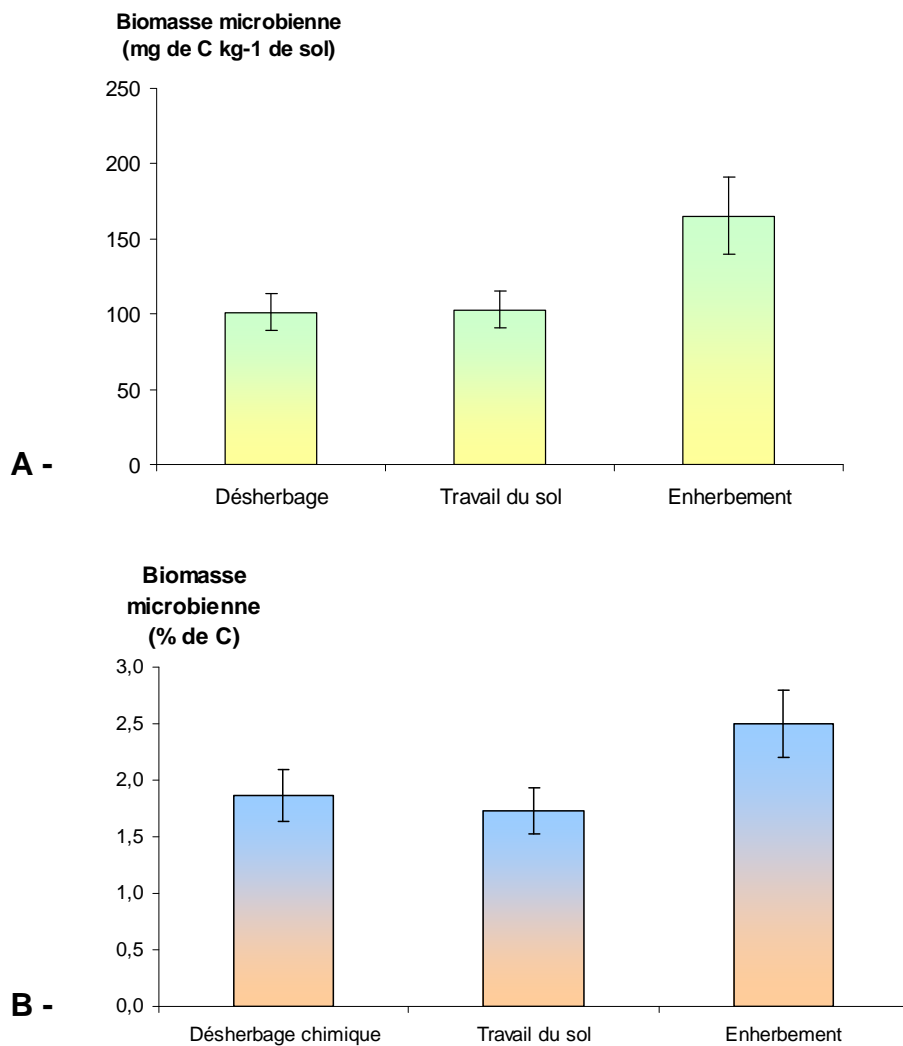 Biomasse microbienne
(mg de C kg-1 de sol)
250
200
150
100
50
0
A -
Désherbage
Travail du sol
Enherbement
Biomasse
microbienne
(% de C)
3,0
2,5
2,0
1,5
1,0
0,5
0,0
B -
Désherbage chimique
Travail du sol
Enherbement